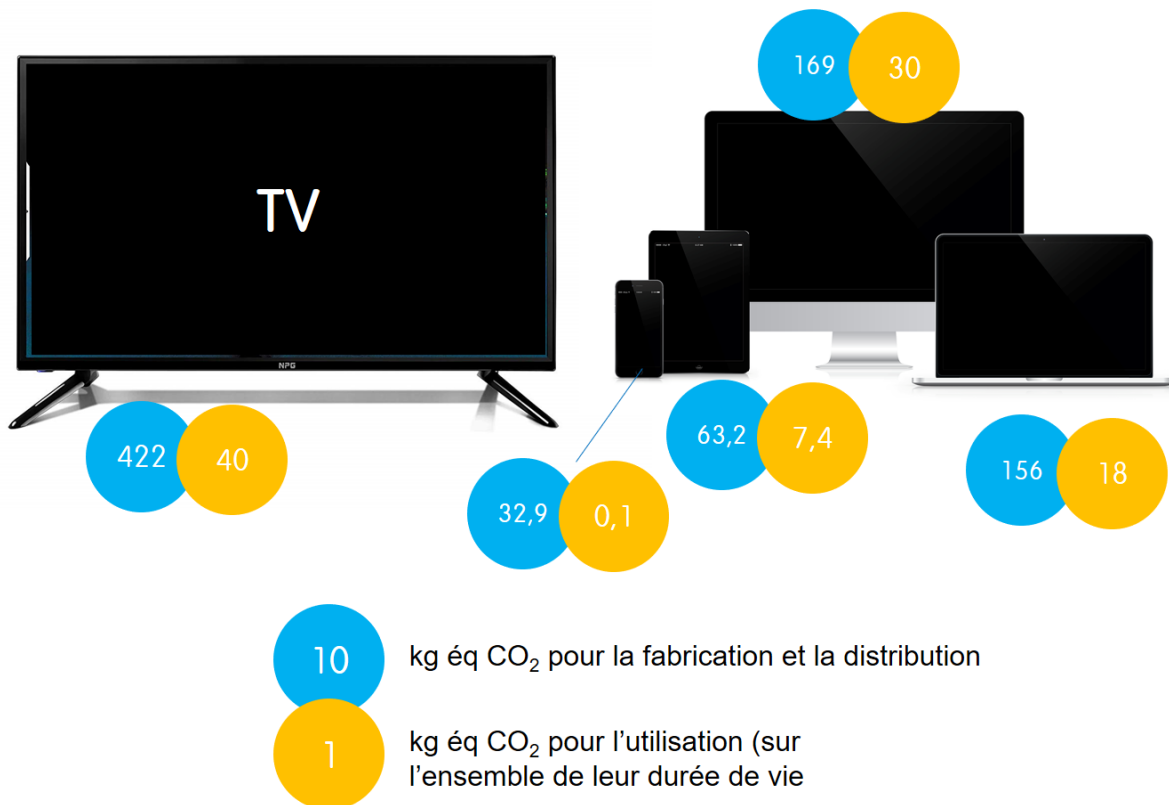 169 30
TV
NPG
422 40
63,2 7,4
32,9 0,1
156 18
10 kg éq CO₂ pour la fabrication et la distribution
1 kg éq CO₂ pour l’utilisation (sur
l’ensemble de leur durée de vie